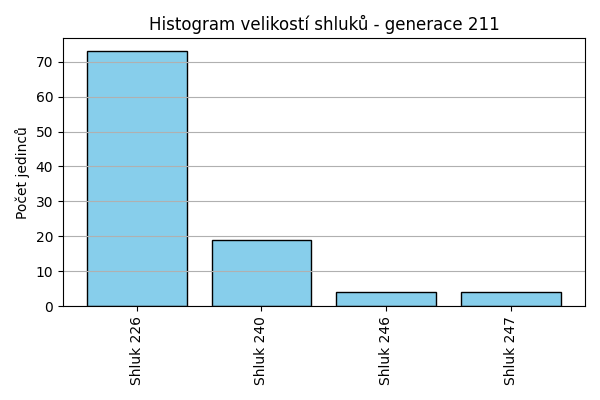 Histogram velikostí shluků - generace 211
Počet jedinců
70
60
50
40
30
20
10
0
Shluk 226
Shluk 240
Shluk 246
Shluk 247